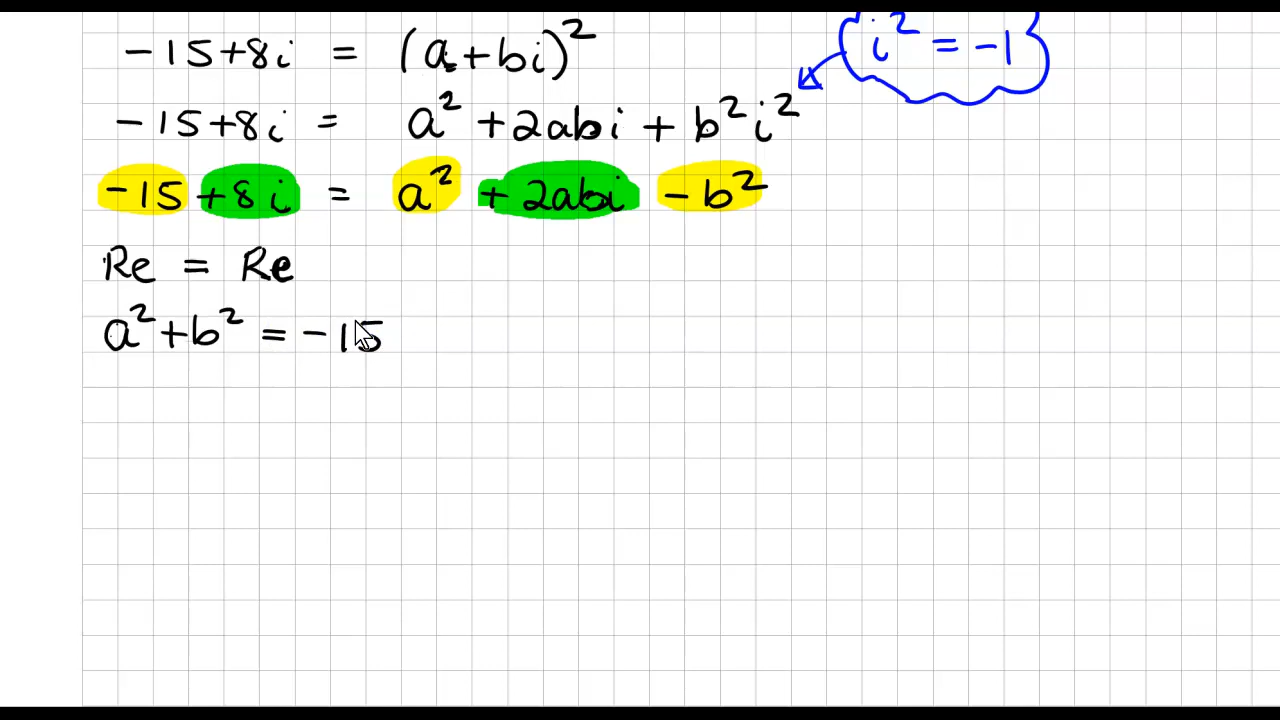 -15+8i = (a+bi)²
i² = -1
-15+8i = a² +2abi + b²i²
-15 +8i = a² +2abi -b²
Re = Re
a²+b² = -15